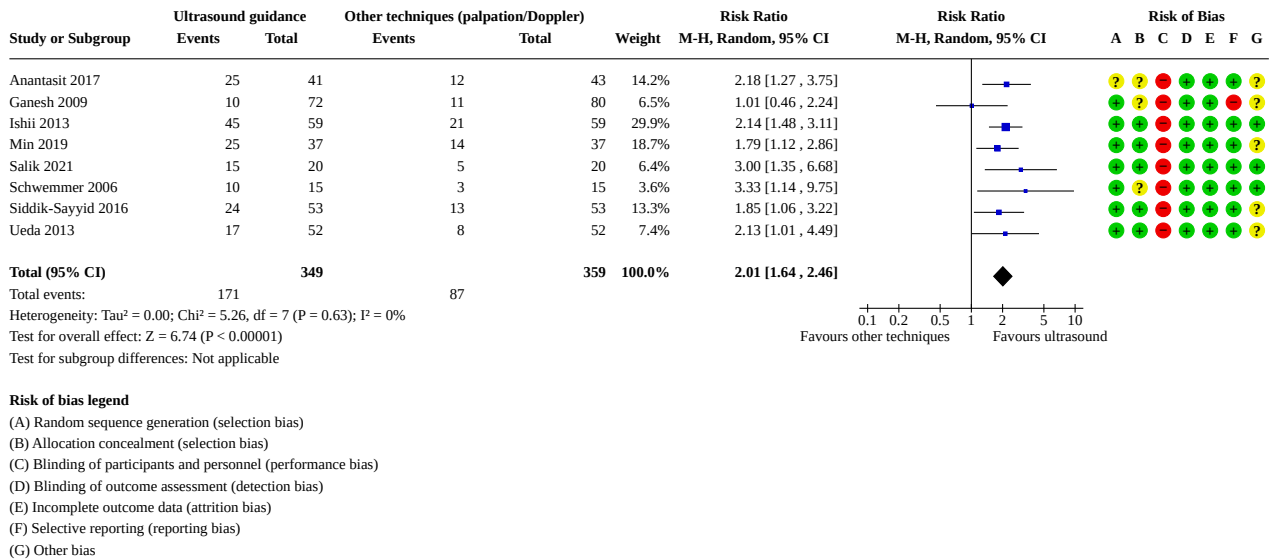 Ultrasound guidance Other techniques (palpation/Doppler) Risk Ratio Risk Ratio Risk of Bias
Study or Subgroup Events Total Events Total Weight M-H, Random, 95% CI M-H, Random, 95% CI A B C D E F G
Anantasit 2017 25 41 12 43 14.2% 2.18 [1.27 , 3.75] ? ? − + + + ?
Ganesh 2009 10 72 11 80 6.5% 1.01 [0.46 , 2.24] + ? − + + − ?
Ishii 2013 45 59 21 59 29.9% 2.14 [1.48 , 3.11] + + − + + + +
Min 2019 25 37 14 37 18.7% 1.79 [1.12 , 2.86] + + − + + + ?
Salik 2021 15 20 5 20 6.4% 3.00 [1.35 , 6.68] + + − + + + +
Schwemmer 2006 10 15 3 15 3.6% 3.33 [1.14 , 9.75] + ? − + + + +
Siddik-Sayyid 2016 24 53 13 53 13.3% 1.85 [1.06 , 3.22] + + − + + + ?
Ueda 2013 17 52 8 52 7.4% 2.13 [1.01 , 4.49] + + − + + + ?
Total (95% CI) 349 359 100.0% 2.01 [1.64 , 2.46]
Total events: 171 87
Heterogeneity: Tau² = 0.00; Chi² = 5.26, df = 7 (P = 0.63); I² = 0%
0.1 0.2 0.5 1 2 5 10
Test for overall effect: Z = 6.74 (P < 0.00001) Favours other techniques Favours ultrasound
Test for subgroup differences: Not applicable
Risk of bias legend
(A) Random sequence generation (selection bias)
(B) Allocation concealment (selection bias)
(C) Blinding of participants and personnel (performance bias)
(D) Blinding of outcome assessment (detection bias)
(E) Incomplete outcome data (attrition bias)
(F) Selective reporting (reporting bias)
(G) Other bias